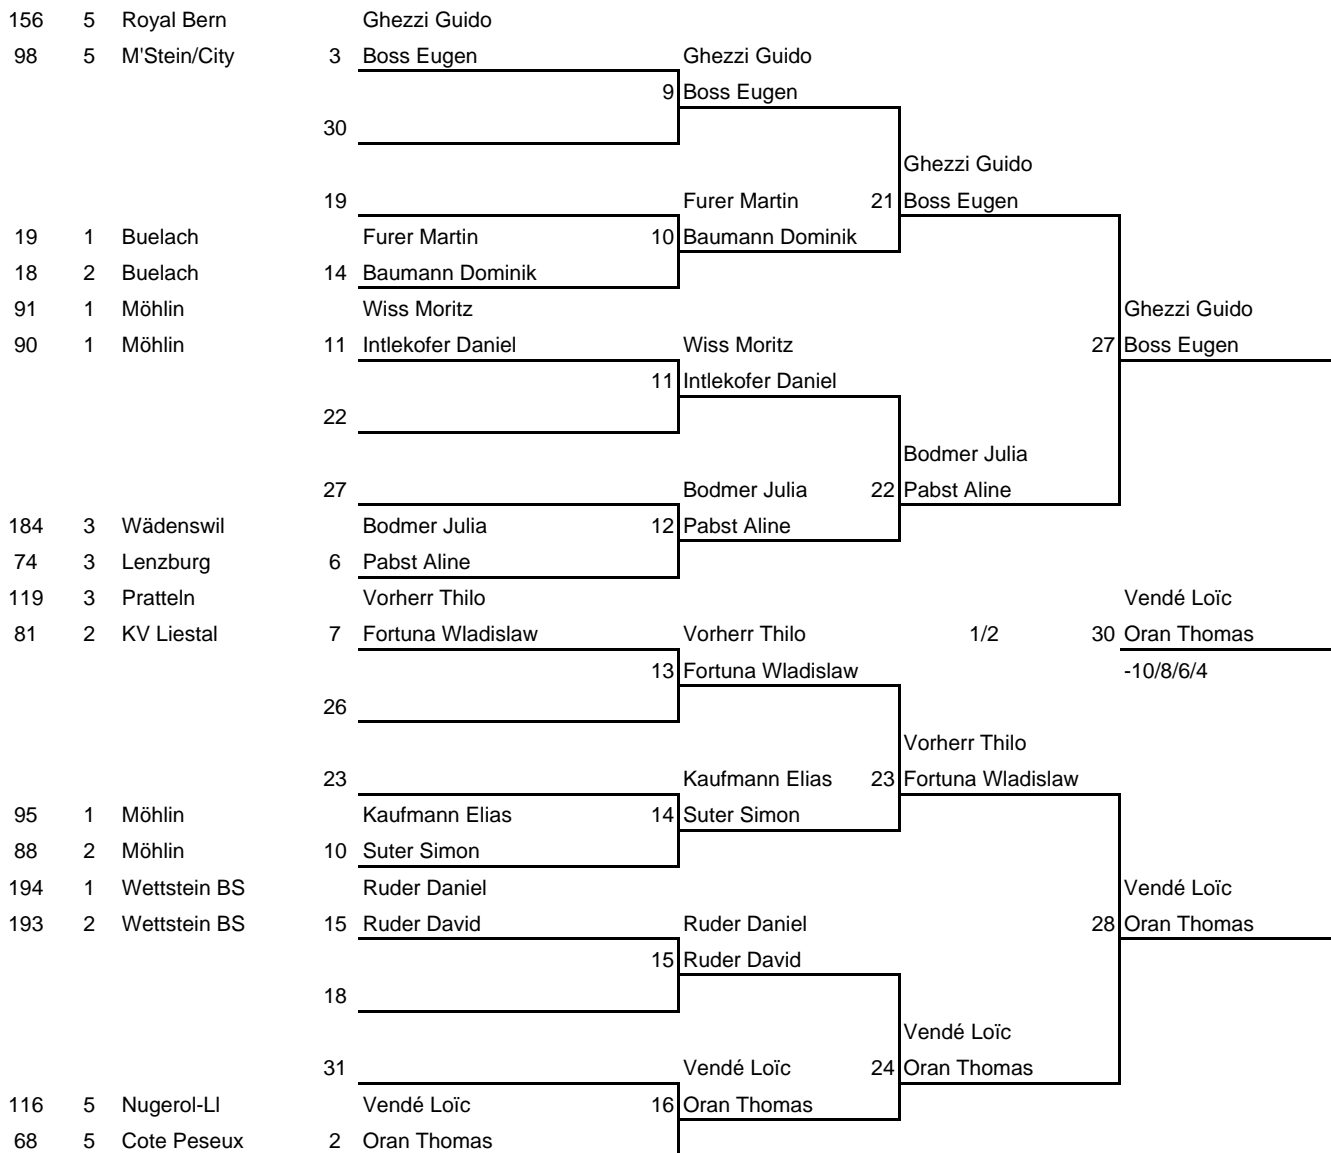 156 5 Royal Bern Ghezzi Guido
98 5 M'Stein/City 3 Boss Eugen Ghezzi Guido
9 Boss Eugen
30
Ghezzi Guido
19 Furer Martin 21 Boss Eugen
19 1 Buelach Furer Martin 10 Baumann Dominik
18 2 Buelach 14 Baumann Dominik
91 1 Möhlin Wiss Moritz Ghezzi Guido
90 1 Möhlin 11 Intlekofer Daniel Wiss Moritz 27 Boss Eugen
11 Intlekofer Daniel
22
Bodmer Julia
27 Bodmer Julia 22 Pabst Aline
184 3 Wädenswil Bodmer Julia 12 Pabst Aline
74 3 Lenzburg 6 Pabst Aline
119 3 Pratteln Vorherr Thilo Vendé Loïc
81 2 KV Liestal 7 Fortuna Wladislaw Vorherr Thilo 1/2 30 Oran Thomas
13 Fortuna Wladislaw -10/8/6/4
26
Vorherr Thilo
23 Kaufmann Elias 23 Fortuna Wladislaw
95 1 Möhlin Kaufmann Elias 14 Suter Simon
88 2 Möhlin 10 Suter Simon
194 1 Wettstein BS Ruder Daniel Vendé Loïc
193 2 Wettstein BS 15 Ruder David Ruder Daniel 28 Oran Thomas
15 Ruder David
18
Vendé Loïc
31 Vendé Loïc 24 Oran Thomas
116 5 Nugerol-Ll Vendé Loïc 16 Oran Thomas
68 5 Cote Peseux 2 Oran Thomas